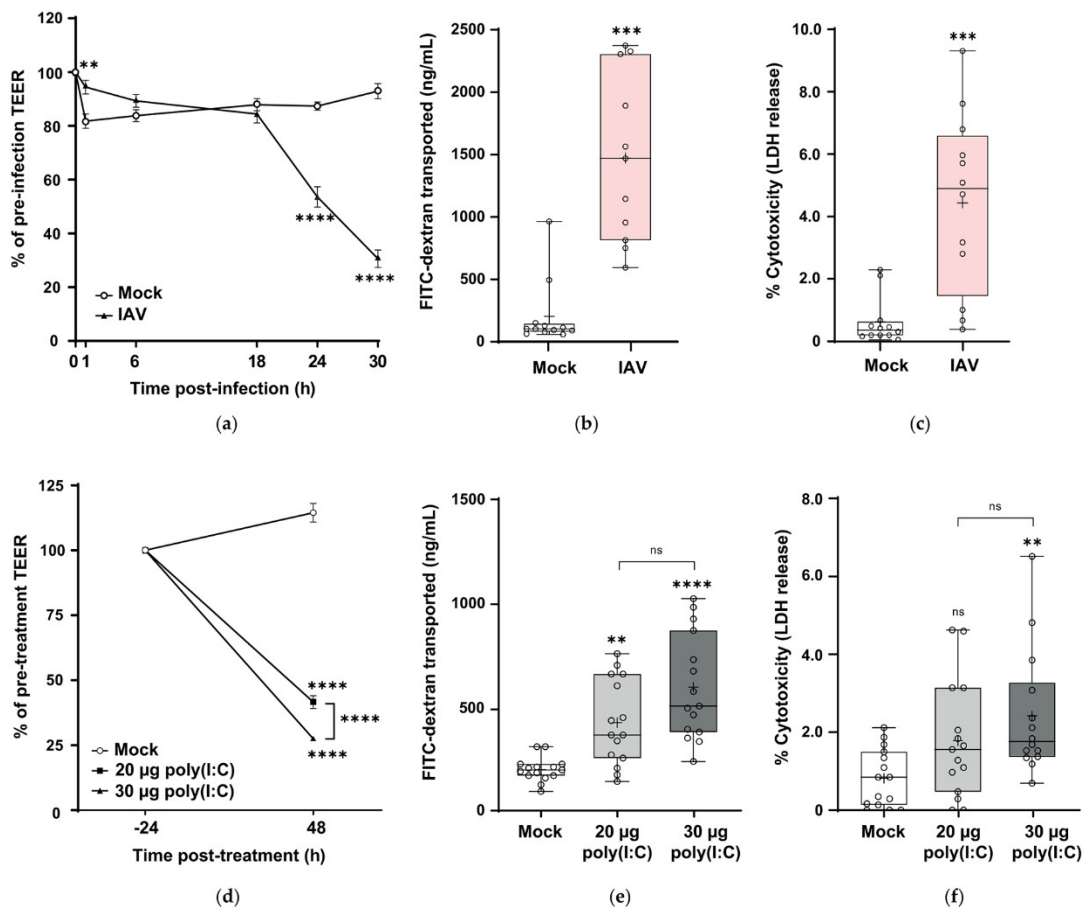 % of pre-infection TEER
120
100
80
60
40
20
0
**
****
****
Mock
IAV
0 1 6 18 24 30
Time post-infection (h)
(a)
FITC-dextran transported (ng/mL)
2500
2000
1500
1000
500
0
***
Mock IAV
(b)
% Cytotoxicity (LDH release)
10.0
8.0
6.0
4.0
2.0
0
***
Mock IAV
(c)
% of pre-treatment TEER
125
100
75
50
25
0
****
****
****
Mock
20 µg poly(I:C)
30 µg poly(I:C)
-24 48
Time post-treatment (h)
(d)
FITC-dextran transported (ng/mL)
1500
1000
500
0
ns
****
**
Mock 20 µg 30 µg
poly(I:C) poly(I:C)
(e)
% Cytotoxicity (LDH release)
8.0
6.0
4.0
2.0
0
ns
**
ns
Mock 20 µg 30 µg
poly(I:C) poly(I:C)
(f)